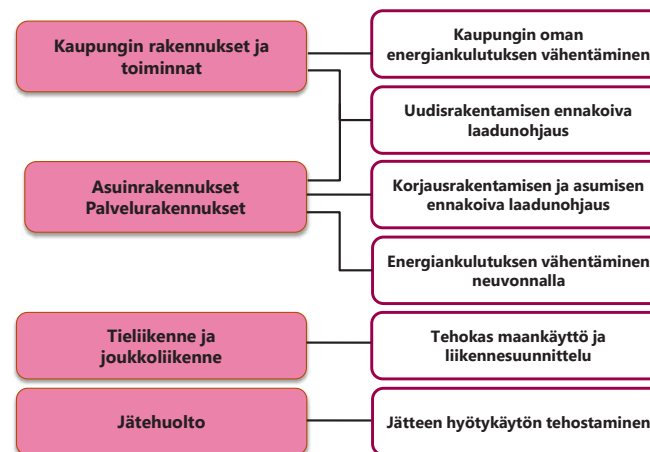 Kaupungin rakennukset ja
toiminnat
Kaupungin oman
energiankulutuksen vähentäminen
Uudisrakentamisen ennakoiva
laadunohjaus
Asuinrakennukset
Palvelurakennukset
Korjausrakentamisen ja asumisen
ennakoiva laadunohjaus
Energiankulutuksen vähentäminen
neuvonnalla
Tieliikenne ja
joukkoliikenne
Tehokas maankäyttö ja
liikennesuunnittelu
Jätehuolto
Jätteen hyötykäytön tehostaminen